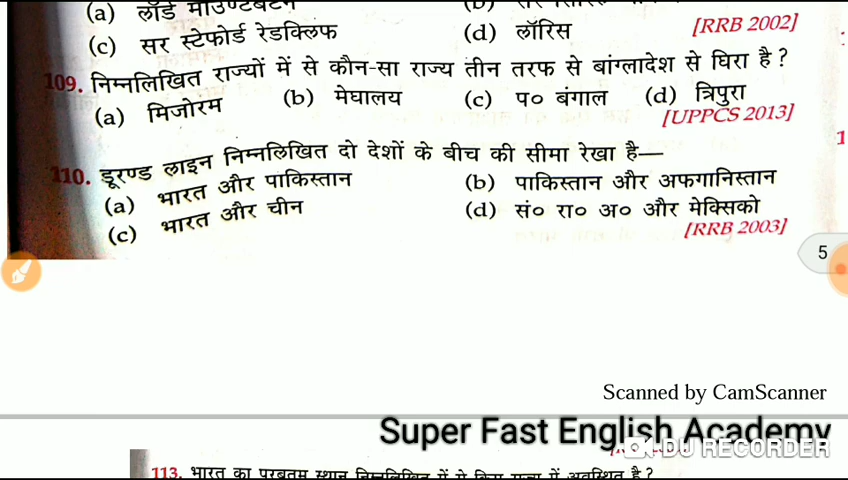 (a) लॉर्ड माउण्टबेटन (b)
(c) सर स्टेफोर्ड रेडक्लिफ (d) लॉरिस [RRB 2002]
109. निम्नलिखित राज्यों में से कौन-सा राज्य तीन तरफ से बांग्लादेश से घिरा है?
(a) मिजोरम (b) मेघालय (c) प० बंगाल (d) त्रिपुरा
[UPPCS 2013]
110. डूरण्ड लाइन निम्नलिखित दो देशों के बीच की सीमा रेखा है—
(a) भारत और पाकिस्तान (b) पाकिस्तान और अफगानिस्तान
(c) भारत और चीन (d) सं० रा० अ० और मेक्सिको
[RRB 2003]
5
Scanned by CamScanner
Super Fast English Academy
DU RECORDER
113. भारत का